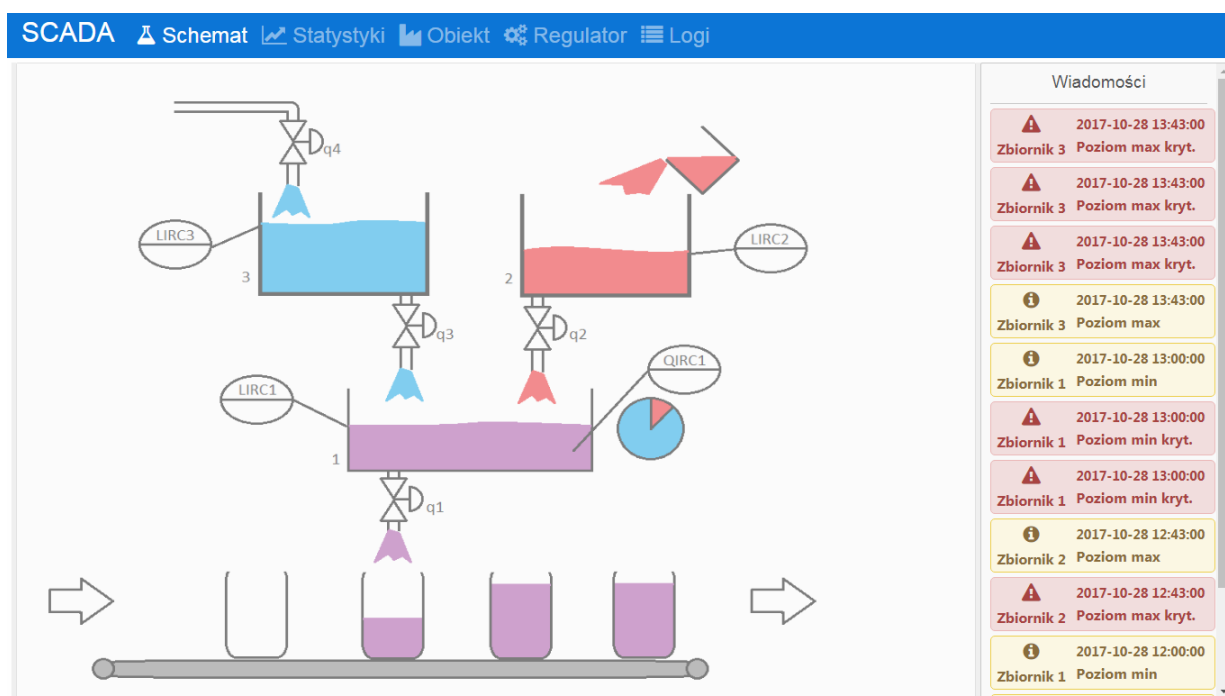 SCADA Schemat Statystyki Obiekt Regulator Logi
q4
LIRC3
3
LIRC2
2
q3
q2
QIRC1
LIRC1
1
q1
Wiadomości
2017-10-28 13:43:00
Zbiornik 3 Poziom max kryt.
2017-10-28 13:43:00
Zbiornik 3 Poziom max kryt.
2017-10-28 13:43:00
Zbiornik 3 Poziom max kryt.
2017-10-28 13:43:00
Zbiornik 3 Poziom max
2017-10-28 13:00:00
Zbiornik 1 Poziom min
2017-10-28 13:00:00
Zbiornik 1 Poziom min kryt.
2017-10-28 13:00:00
Zbiornik 1 Poziom min kryt.
2017-10-28 12:43:00
Zbiornik 2 Poziom max
2017-10-28 12:43:00
Zbiornik 2 Poziom max kryt.
2017-10-28 12:00:00
Zbiornik 1 Poziom min